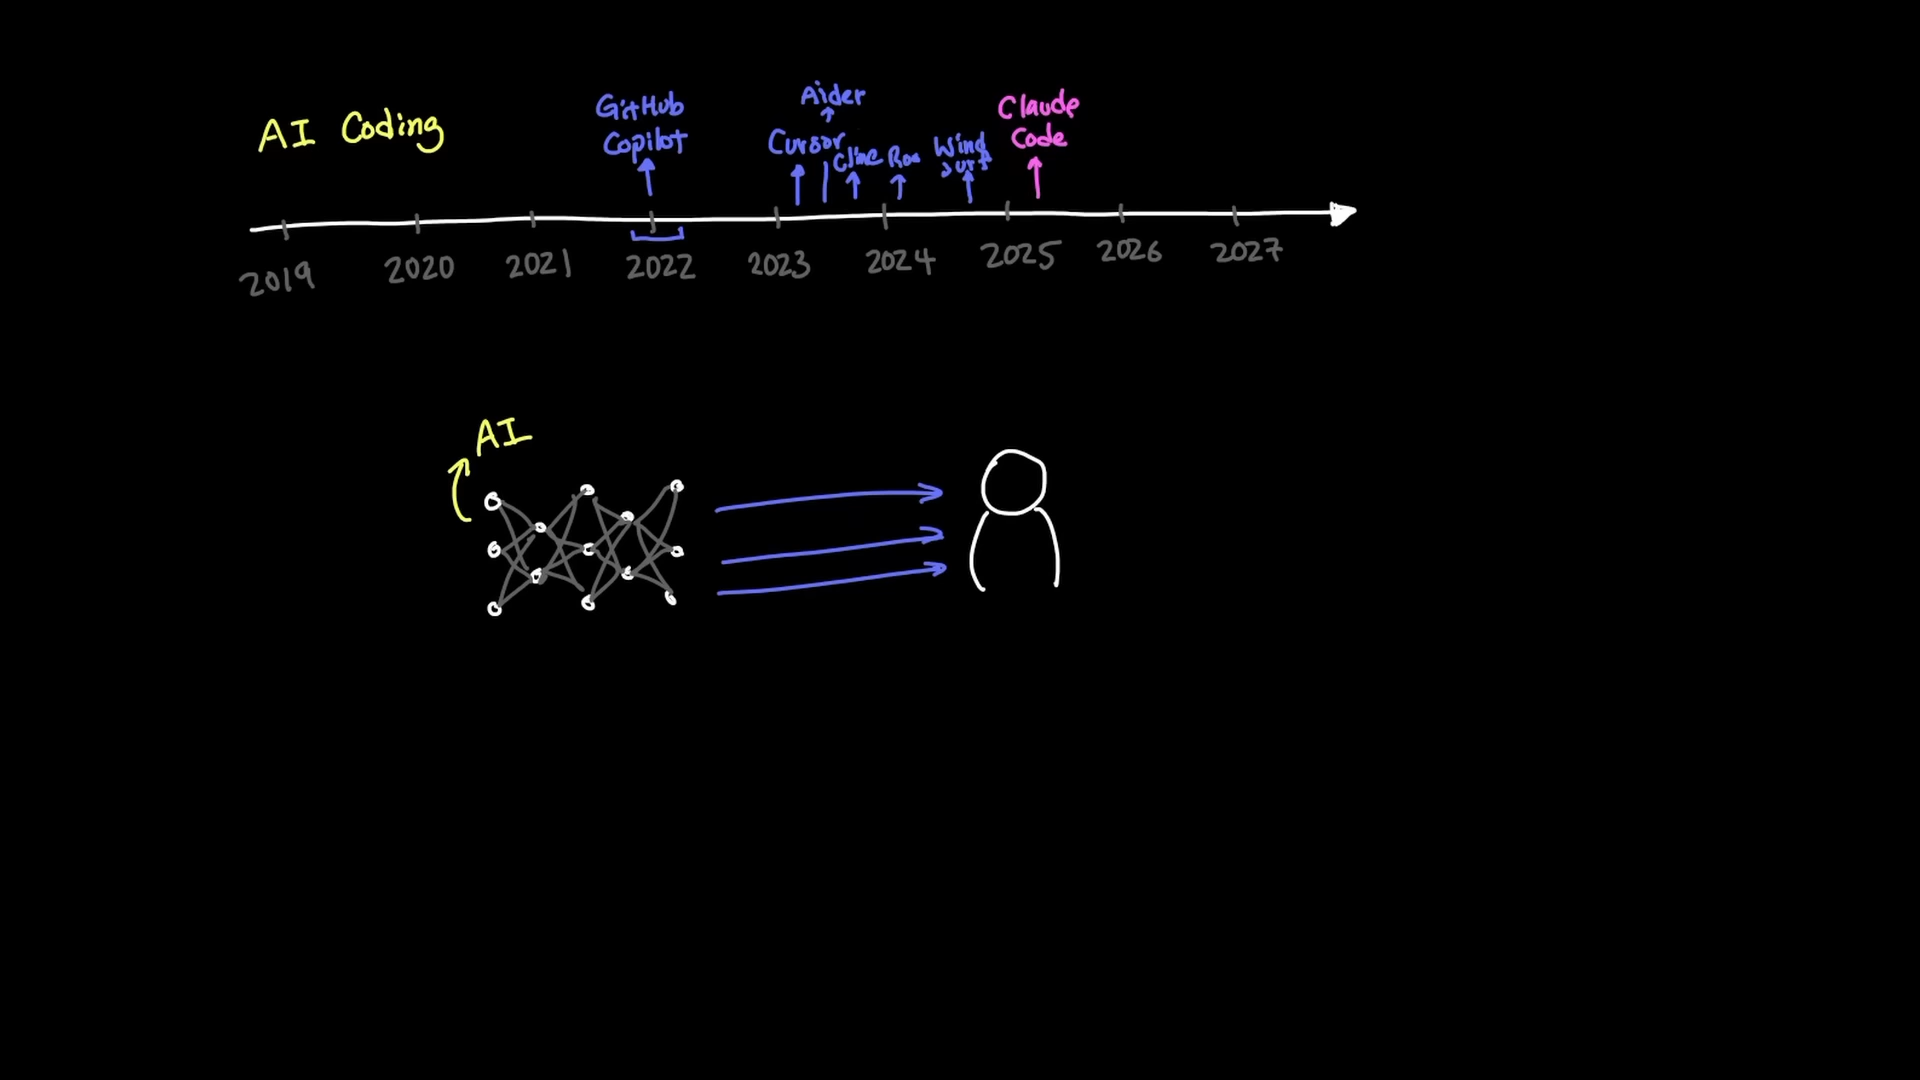 AI Coding
GitHub
Copilot
Aider
Cursor
Cline
Roo
Wind
surf
Claude
Code
2019
2020
2021
2022
2023
2024
2025
2026
2027
AI